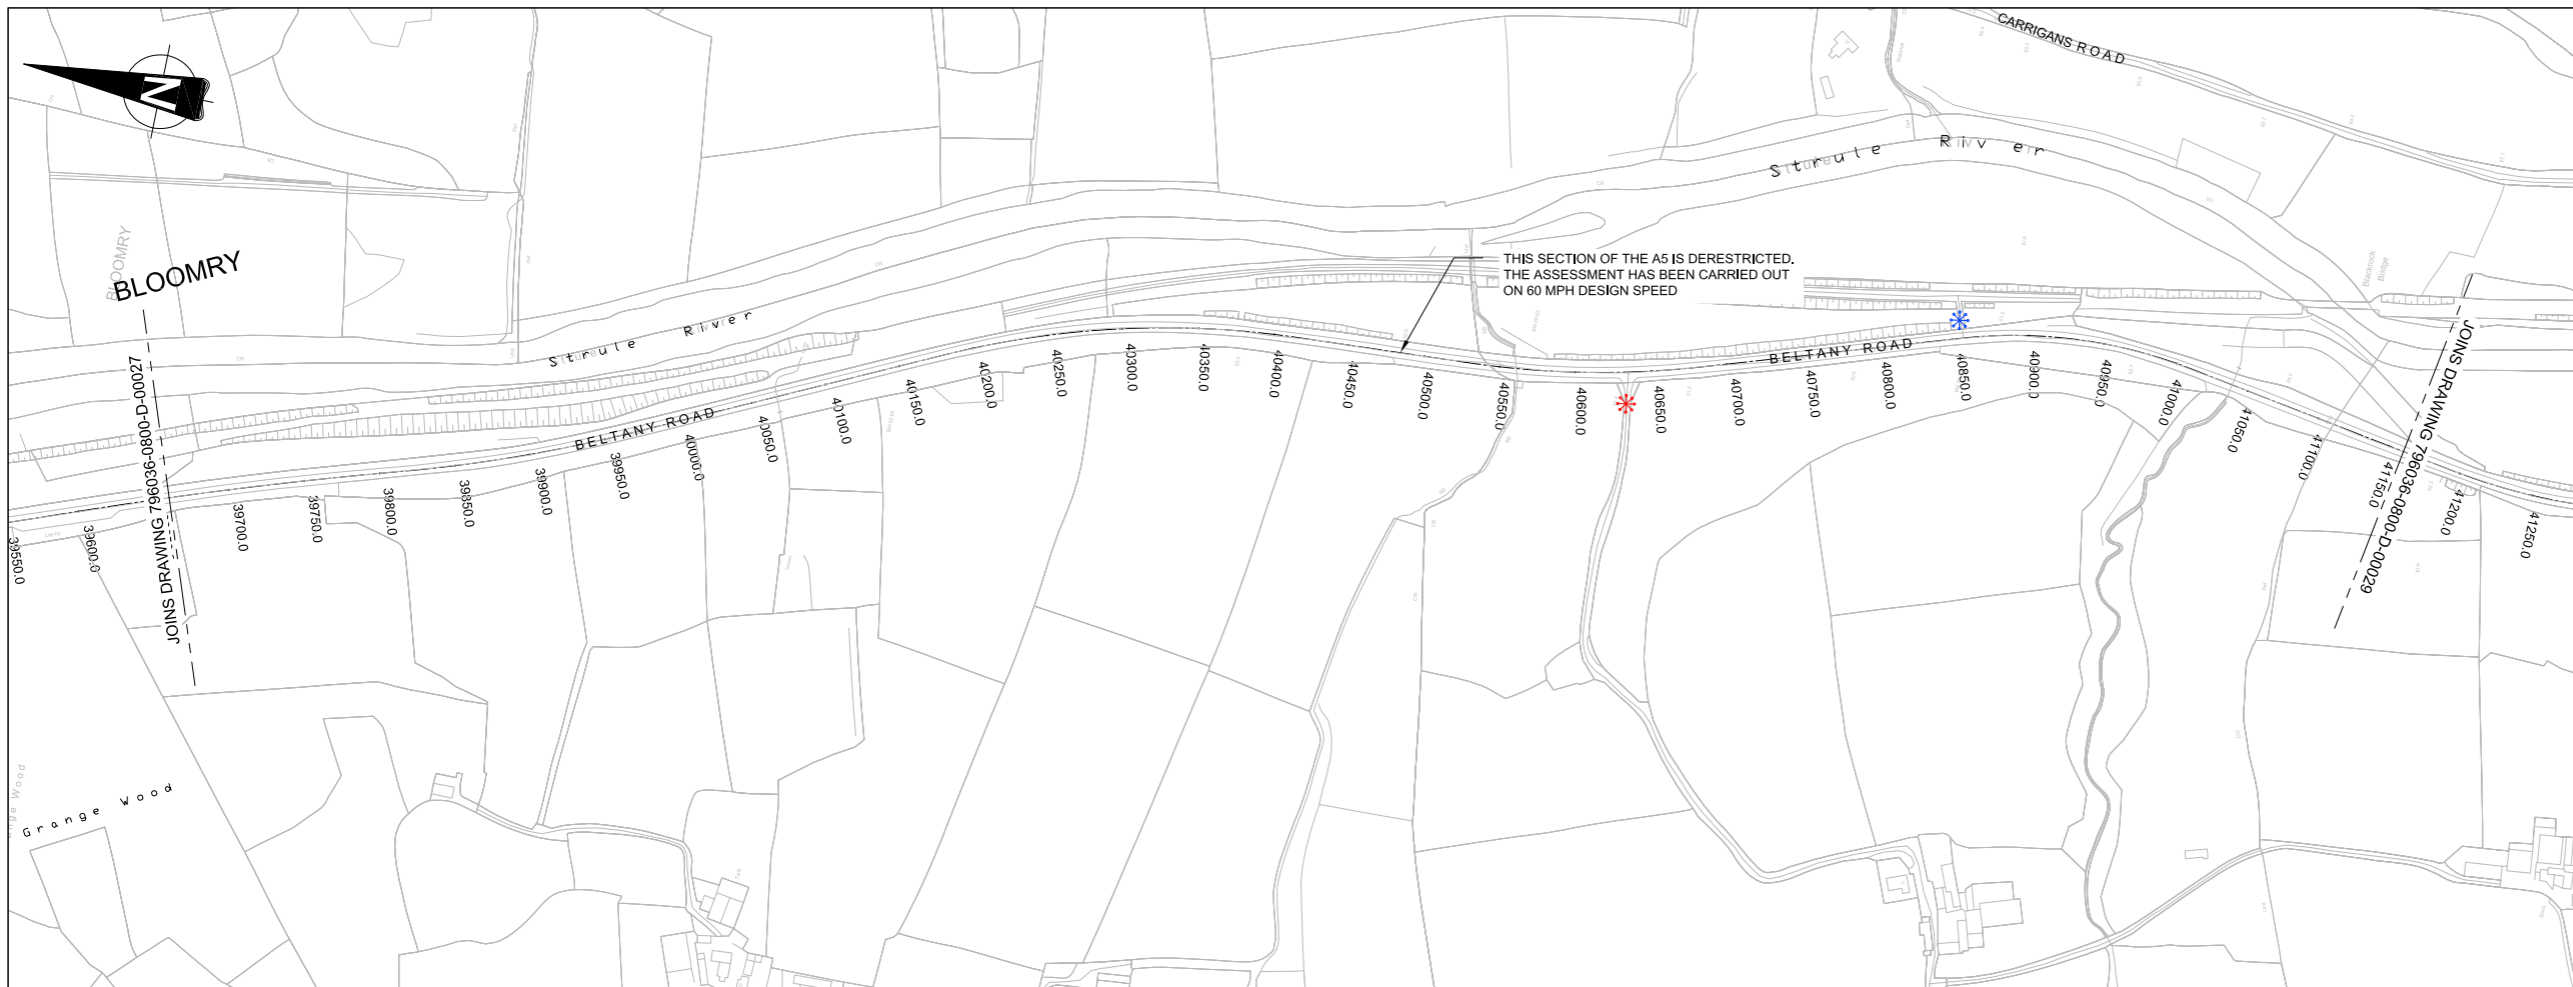 CARRIGANS ROAD
N
Strule River
BLOOMRY
BLOOMRY
THIS SECTION OF THE A5 IS DERESTRICTED.
THE ASSESSMENT HAS BEEN CARRIED OUT
ON 60 MPH DESIGN SPEED
Blackrock
Bridge
Strule River
BELTANY ROAD
BELTANY ROAD
JOINS DRAWING 796036-0800-D-00027
JOINS DRAWING 796036-0800-D-00029
39550.0
39600.0
39700.0
39750.0
39800.0
39850.0
39900.0
39950.0
40000.0
40050.0
40100.0
40150.0
40200.0
40250.0
40300.0
40350.0
40400.0
40450.0
40500.0
40550.0
40600.0
40650.0
40700.0
40750.0
40800.0
40850.0
40900.0
40950.0
41000.0
41050.0
41100.0
41150.0
41200.0
41250.0
Grange Wood